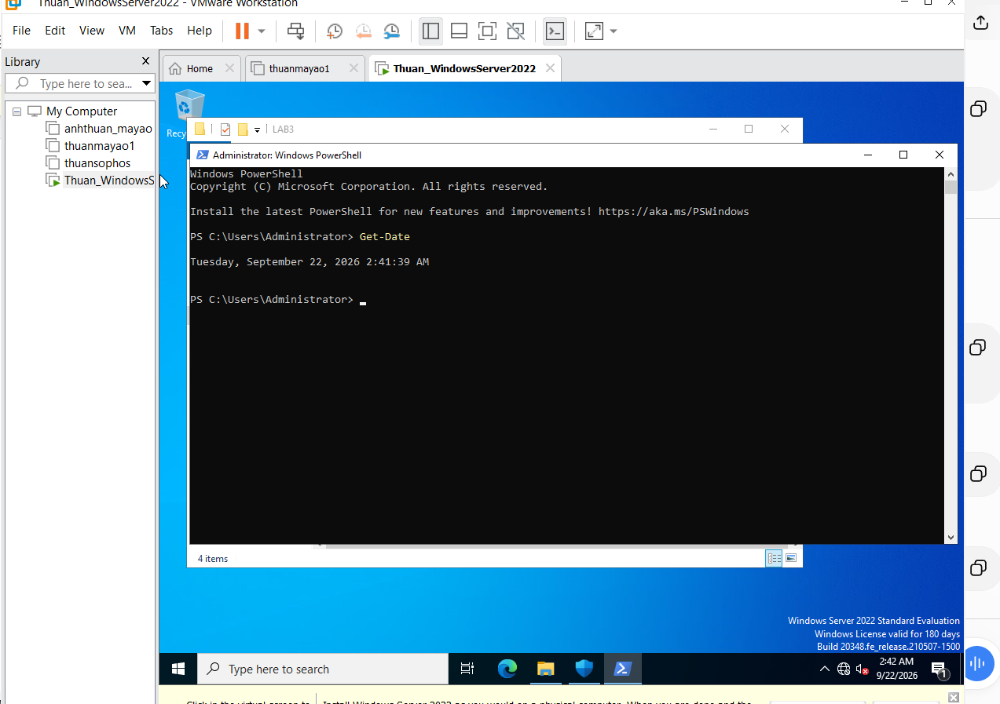 Thuan_WindowsServer2022 - VMware Workstation
File Edit View VM Tabs Help
Library
Type here to sea...
My Computer
anhthuan_mayao
thuanmayao1
thuansophos
Thuan_WindowsS
Home
thuanmayao1
Thuan_WindowsServer2022
Recy
LAB3
Administrator: Windows PowerShell
Windows PowerShell
Copyright (C) Microsoft Corporation. All rights reserved.
Install the latest PowerShell for new features and improvements! https://aka.ms/PSWindows
PS C:\Users\Administrator> Get-Date
Tuesday, September 22, 2026 2:41:39 AM
PS C:\Users\Administrator>
4 items
Windows Server 2022 Standard Evaluation
Windows License valid for 180 days
Build 20348.fe_release.210507-1500
Type here to search
2:42 AM
9/22/2026
1
Click in the virtual screen to
Install Windows Server 2022 as you would on a physical computer. When you are done and the